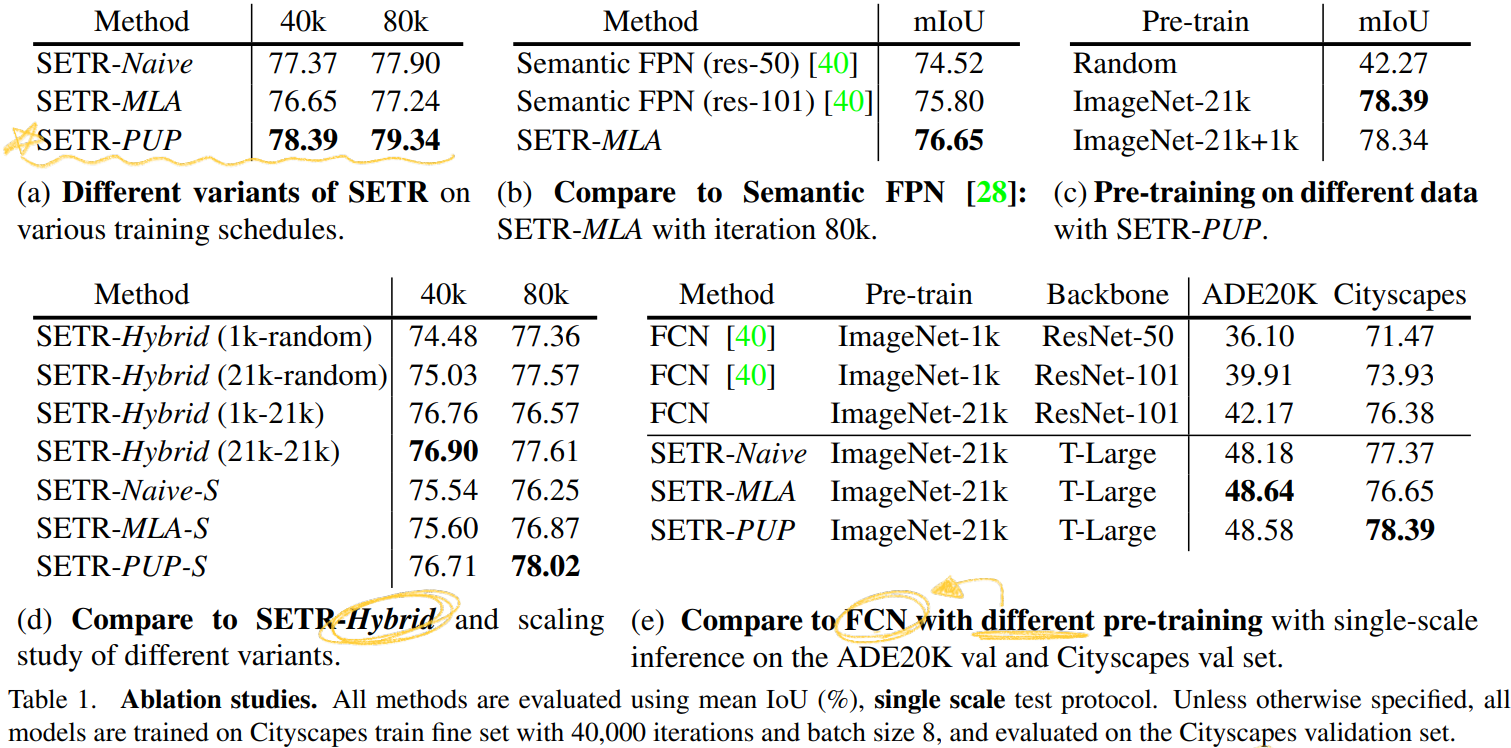 Method 40k 80k
SETR-Naive 77.37 77.90
SETR-MLA 76.65 77.24
SETR-PUP 78.39 79.34
(a) Different variants of SETR on
various training schedules.
Method mIoU
Semantic FPN (res-50) [40] 74.52
Semantic FPN (res-101) [40] 75.80
SETR-MLA 76.65
(b) Compare to Semantic FPN [28]:
SETR-MLA with iteration 80k.
Pre-train mIoU
Random 42.27
ImageNet-21k 78.39
ImageNet-21k+1k 78.34
(c) Pre-training on different data
with SETR-PUP.
Method 40k 80k
SETR-Hybrid (1k-random) 74.48 77.36
SETR-Hybrid (21k-random) 75.03 77.57
SETR-Hybrid (1k-21k) 76.76 76.57
SETR-Hybrid (21k-21k) 76.90 77.61
SETR-Naive-S 75.54 76.25
SETR-MLA-S 75.60 76.87
SETR-PUP-S 76.71 78.02
(d) Compare to SETR-Hybrid and scaling
study of different variants.
Method Pre-train Backbone ADE20K Cityscapes
FCN [40] ImageNet-1k ResNet-50 36.10 71.47
FCN [40] ImageNet-1k ResNet-101 39.91 73.93
FCN ImageNet-21k ResNet-101 42.17 76.38
SETR-Naive ImageNet-21k T-Large 48.18 77.37
SETR-MLA ImageNet-21k T-Large 48.64 76.65
SETR-PUP ImageNet-21k T-Large 48.58 78.39
(e) Compare to FCN with different pre-training with single-scale
inference on the ADE20K val and Cityscapes val set.
Table 1. Ablation studies. All methods are evaluated using mean IoU (%), single scale test protocol. Unless otherwise specified, all
models are trained on Cityscapes train fine set with 40,000 iterations and batch size 8, and evaluated on the Cityscapes validation set.